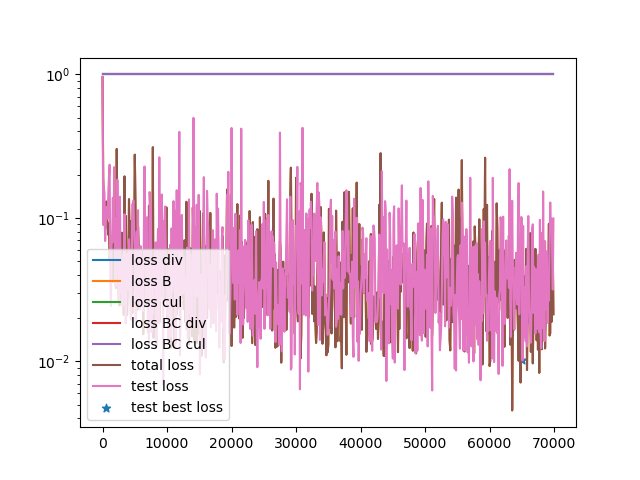 10⁰
10⁻¹
10⁻²
loss div
loss B
loss cul
loss BC div
loss BC cul
total loss
test loss
test best loss
0 10000 20000 30000 40000 50000 60000 70000